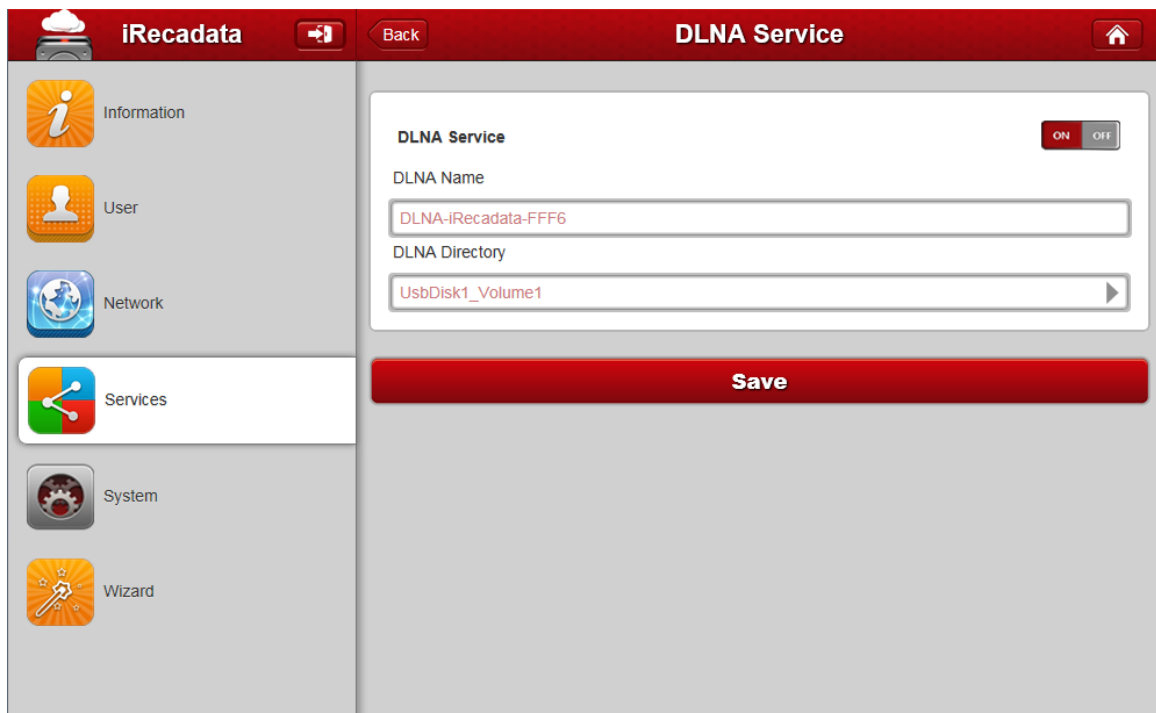 iRecadata
Back
DLNA Service
Information
User
Network
Services
System
Wizard
DLNA Service
ON OFF
DLNA Name
DLNA-iRecadata-FFF6
DLNA Directory
UsbDisk1_Volume1
Save